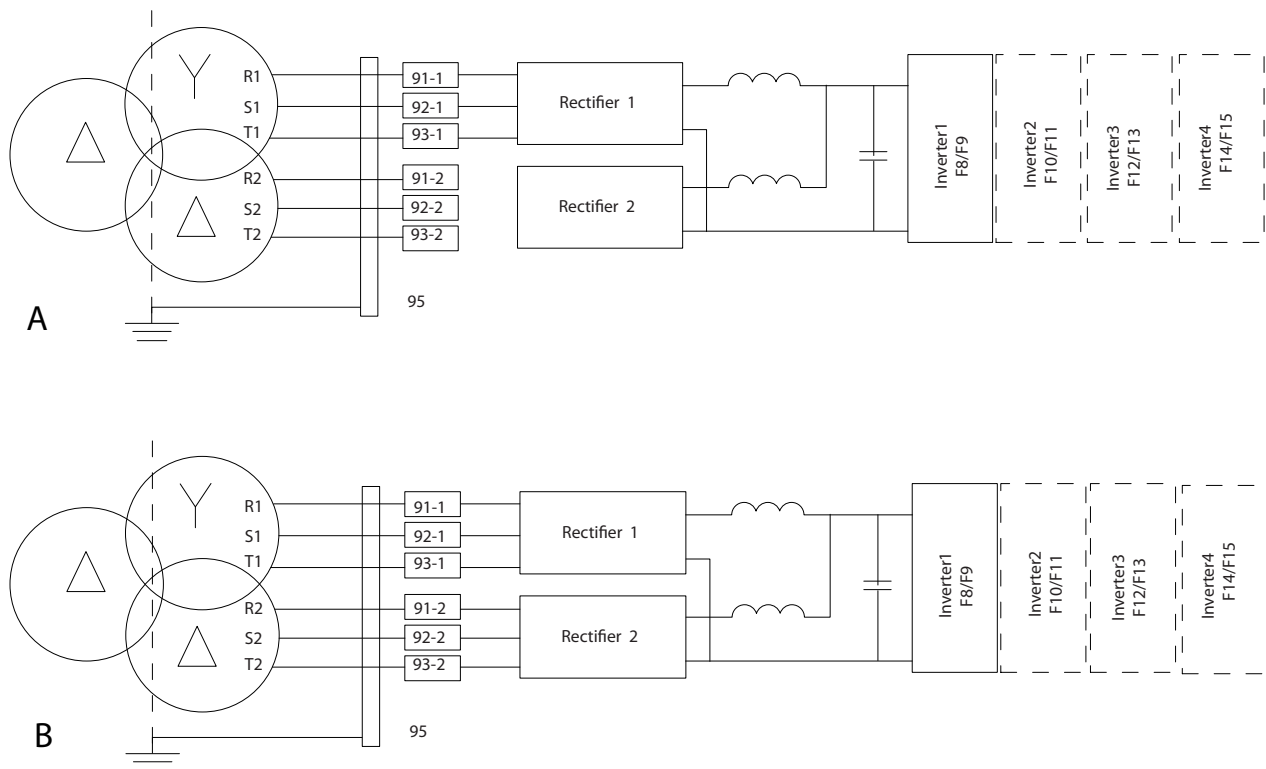 R1
S1
T1
R2
S2
T2
91-1
92-1
93-1
91-2
92-2
93-2
95
Rectifier 1
Rectifier 2
Inverter1
F8/F9
Inverter2
F10/F11
Inverter3
F12/F13
Inverter4
F14/F15
A
R1
S1
T1
R2
S2
T2
91-1
92-1
93-1
91-2
92-2
93-2
95
Rectifier 1
Rectifier 2
Inverter1
F8/F9
Inverter2
F10/F11
Inverter3
F12/F13
Inverter4
F14/F15
B